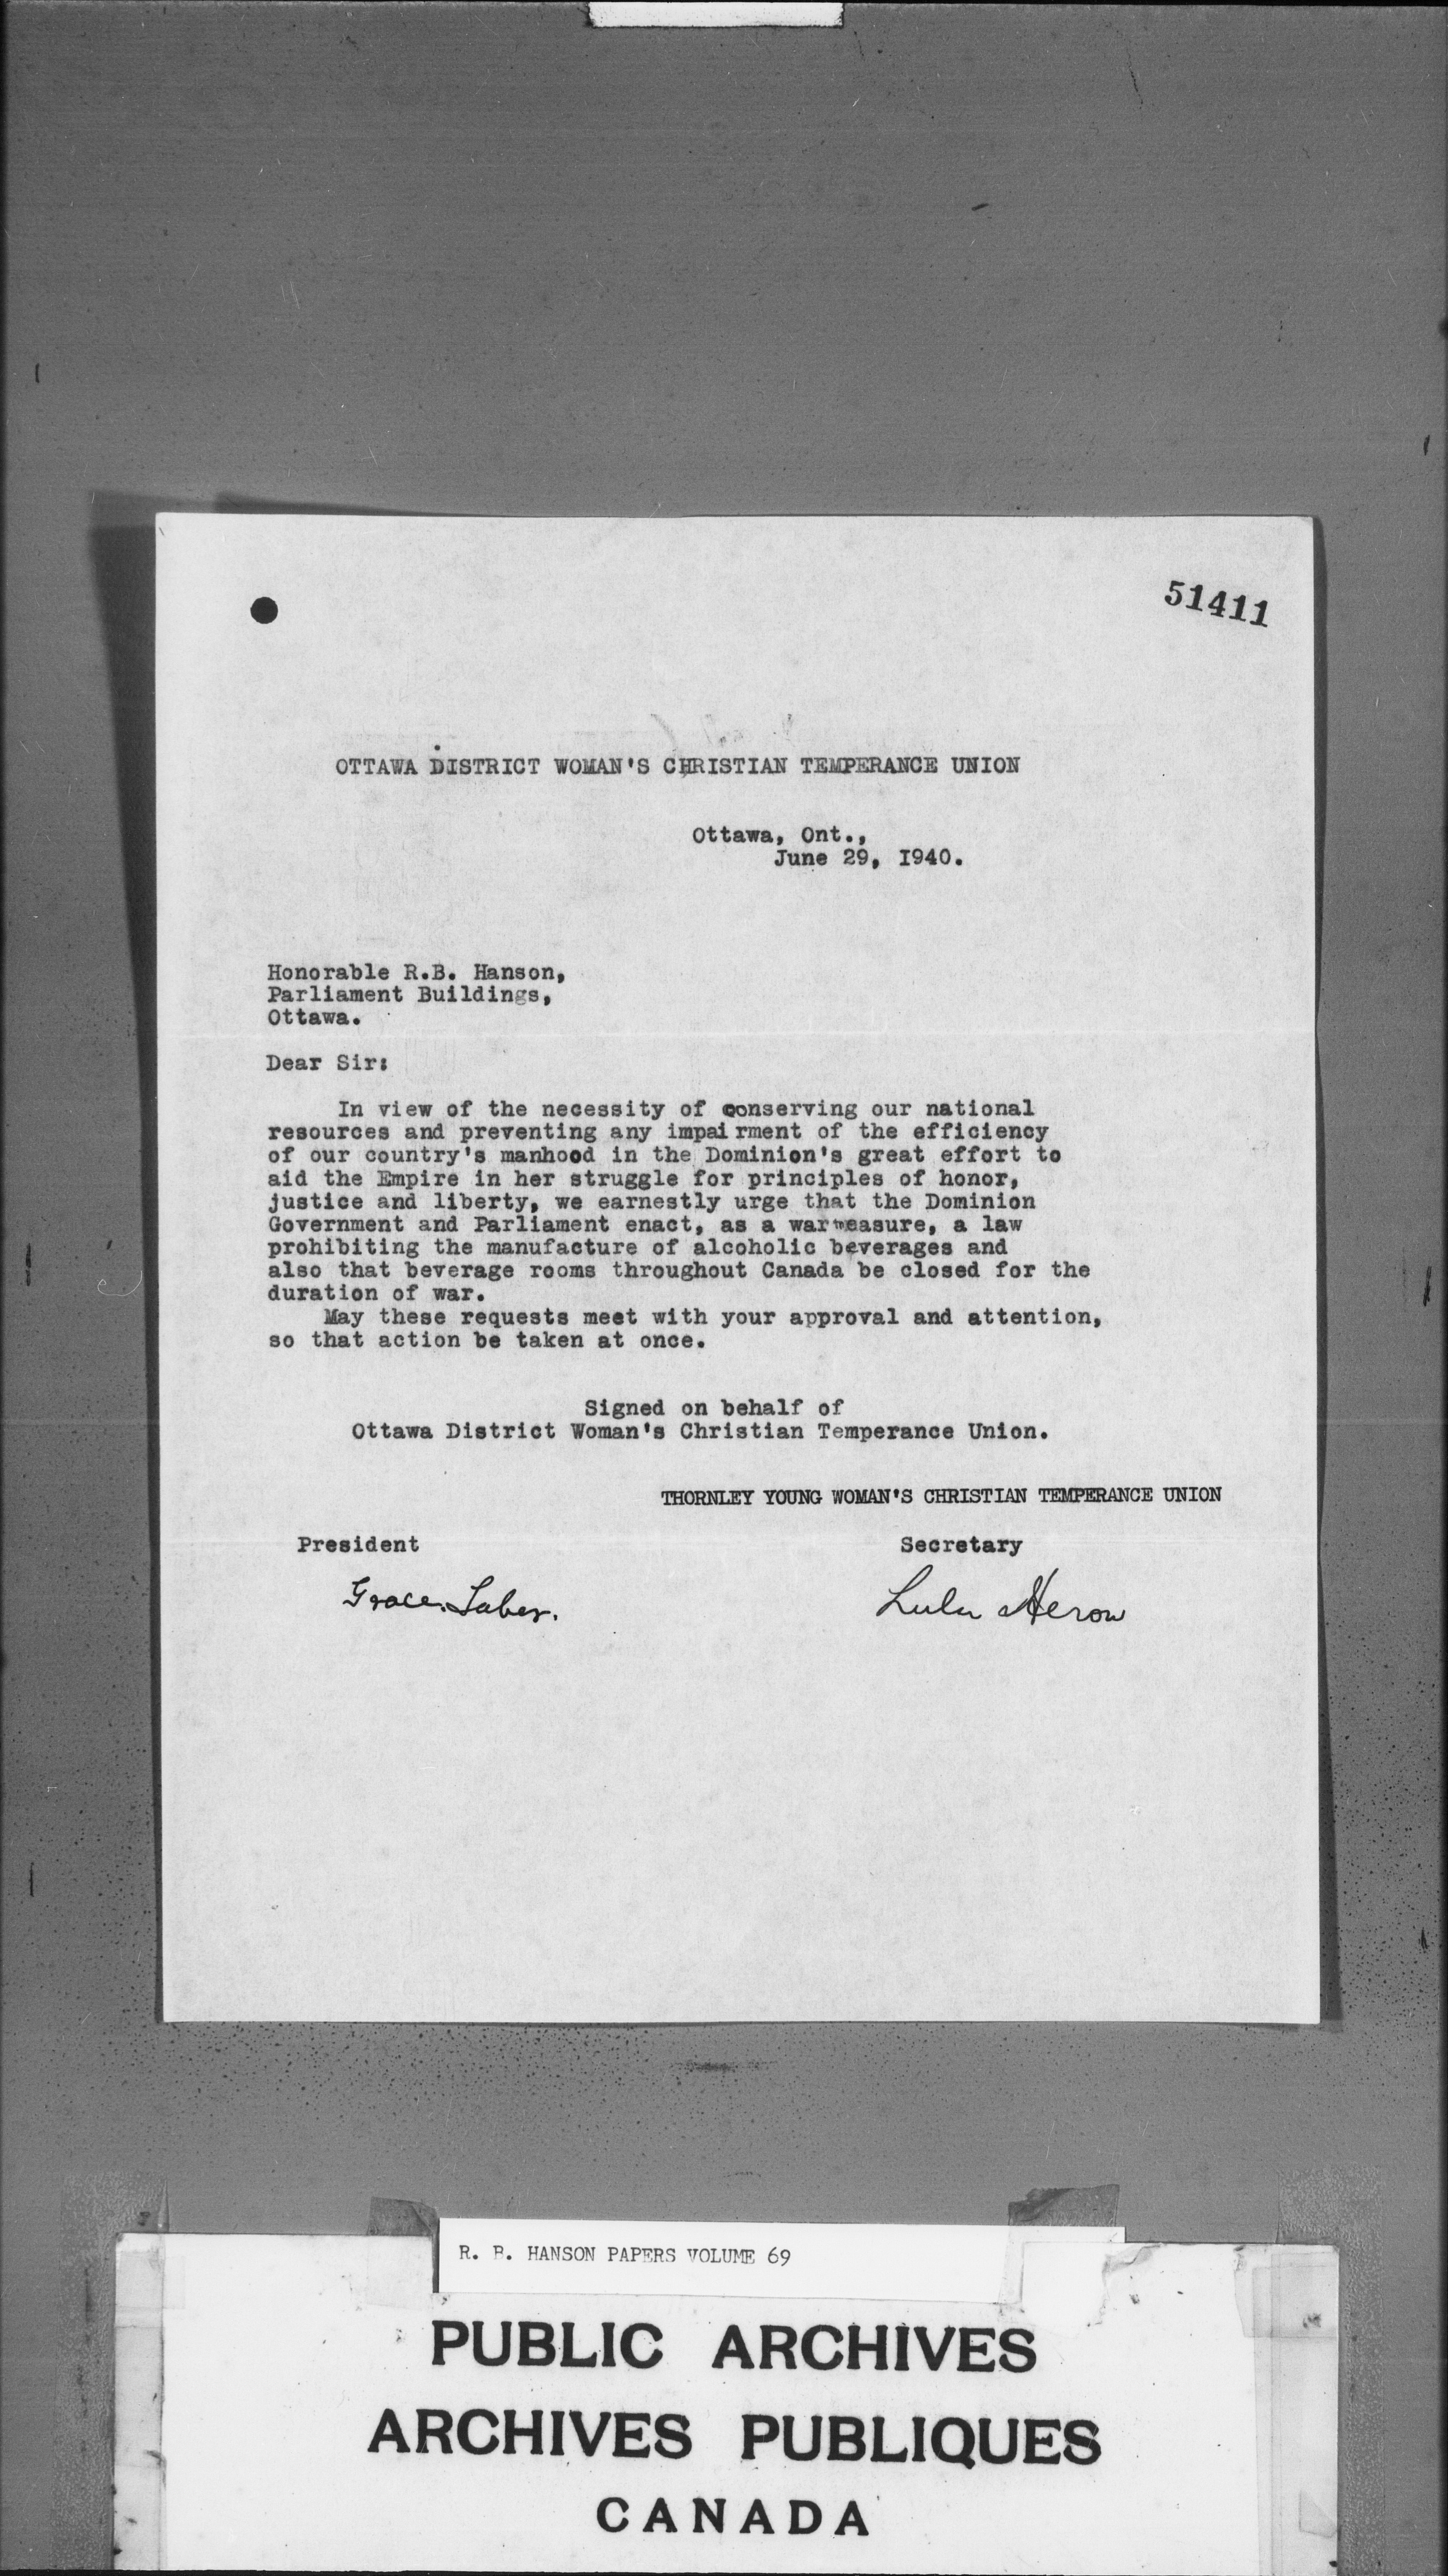 51411
OTTAWA DISTRICT WOMAN'S CHRISTIAN TEMPERANCE UNION
Ottawa, Ont.,
June 29, I940.
Honorable R.B. Hanson,
Parliament Buildings,
Ottawa.
Dear Sir:
In view of the necessity of conserving our national
resources and preventing any impai rment of the efficiency
of our country's manhood in the Dominion's great effort to
aid the Empire in her struggle for principles of honor,
justice and liberty, we earnestly urge that the Dominion
Government and Parliament enact, as a war measure, a law
prohibiting the manufacture of alcoholic beverages and
also that beverage rooms throughout Canada be closed for the
duration of war.
May these requests meet with your approval and attention,
so that action be taken at once.
Signed on behalf of
Ottawa District Woman's Christian Temperance Union.
THORNLEY YOUNG WOMAN'S CHRISTIAN TEMPERANCE UNION
President Secretary
Grace Lulu Heron
R. B. HANSON PAPERS VOLUME 69
PUBLIC ARCHIVES
ARCHIVES PUBLIQUES
CANADA